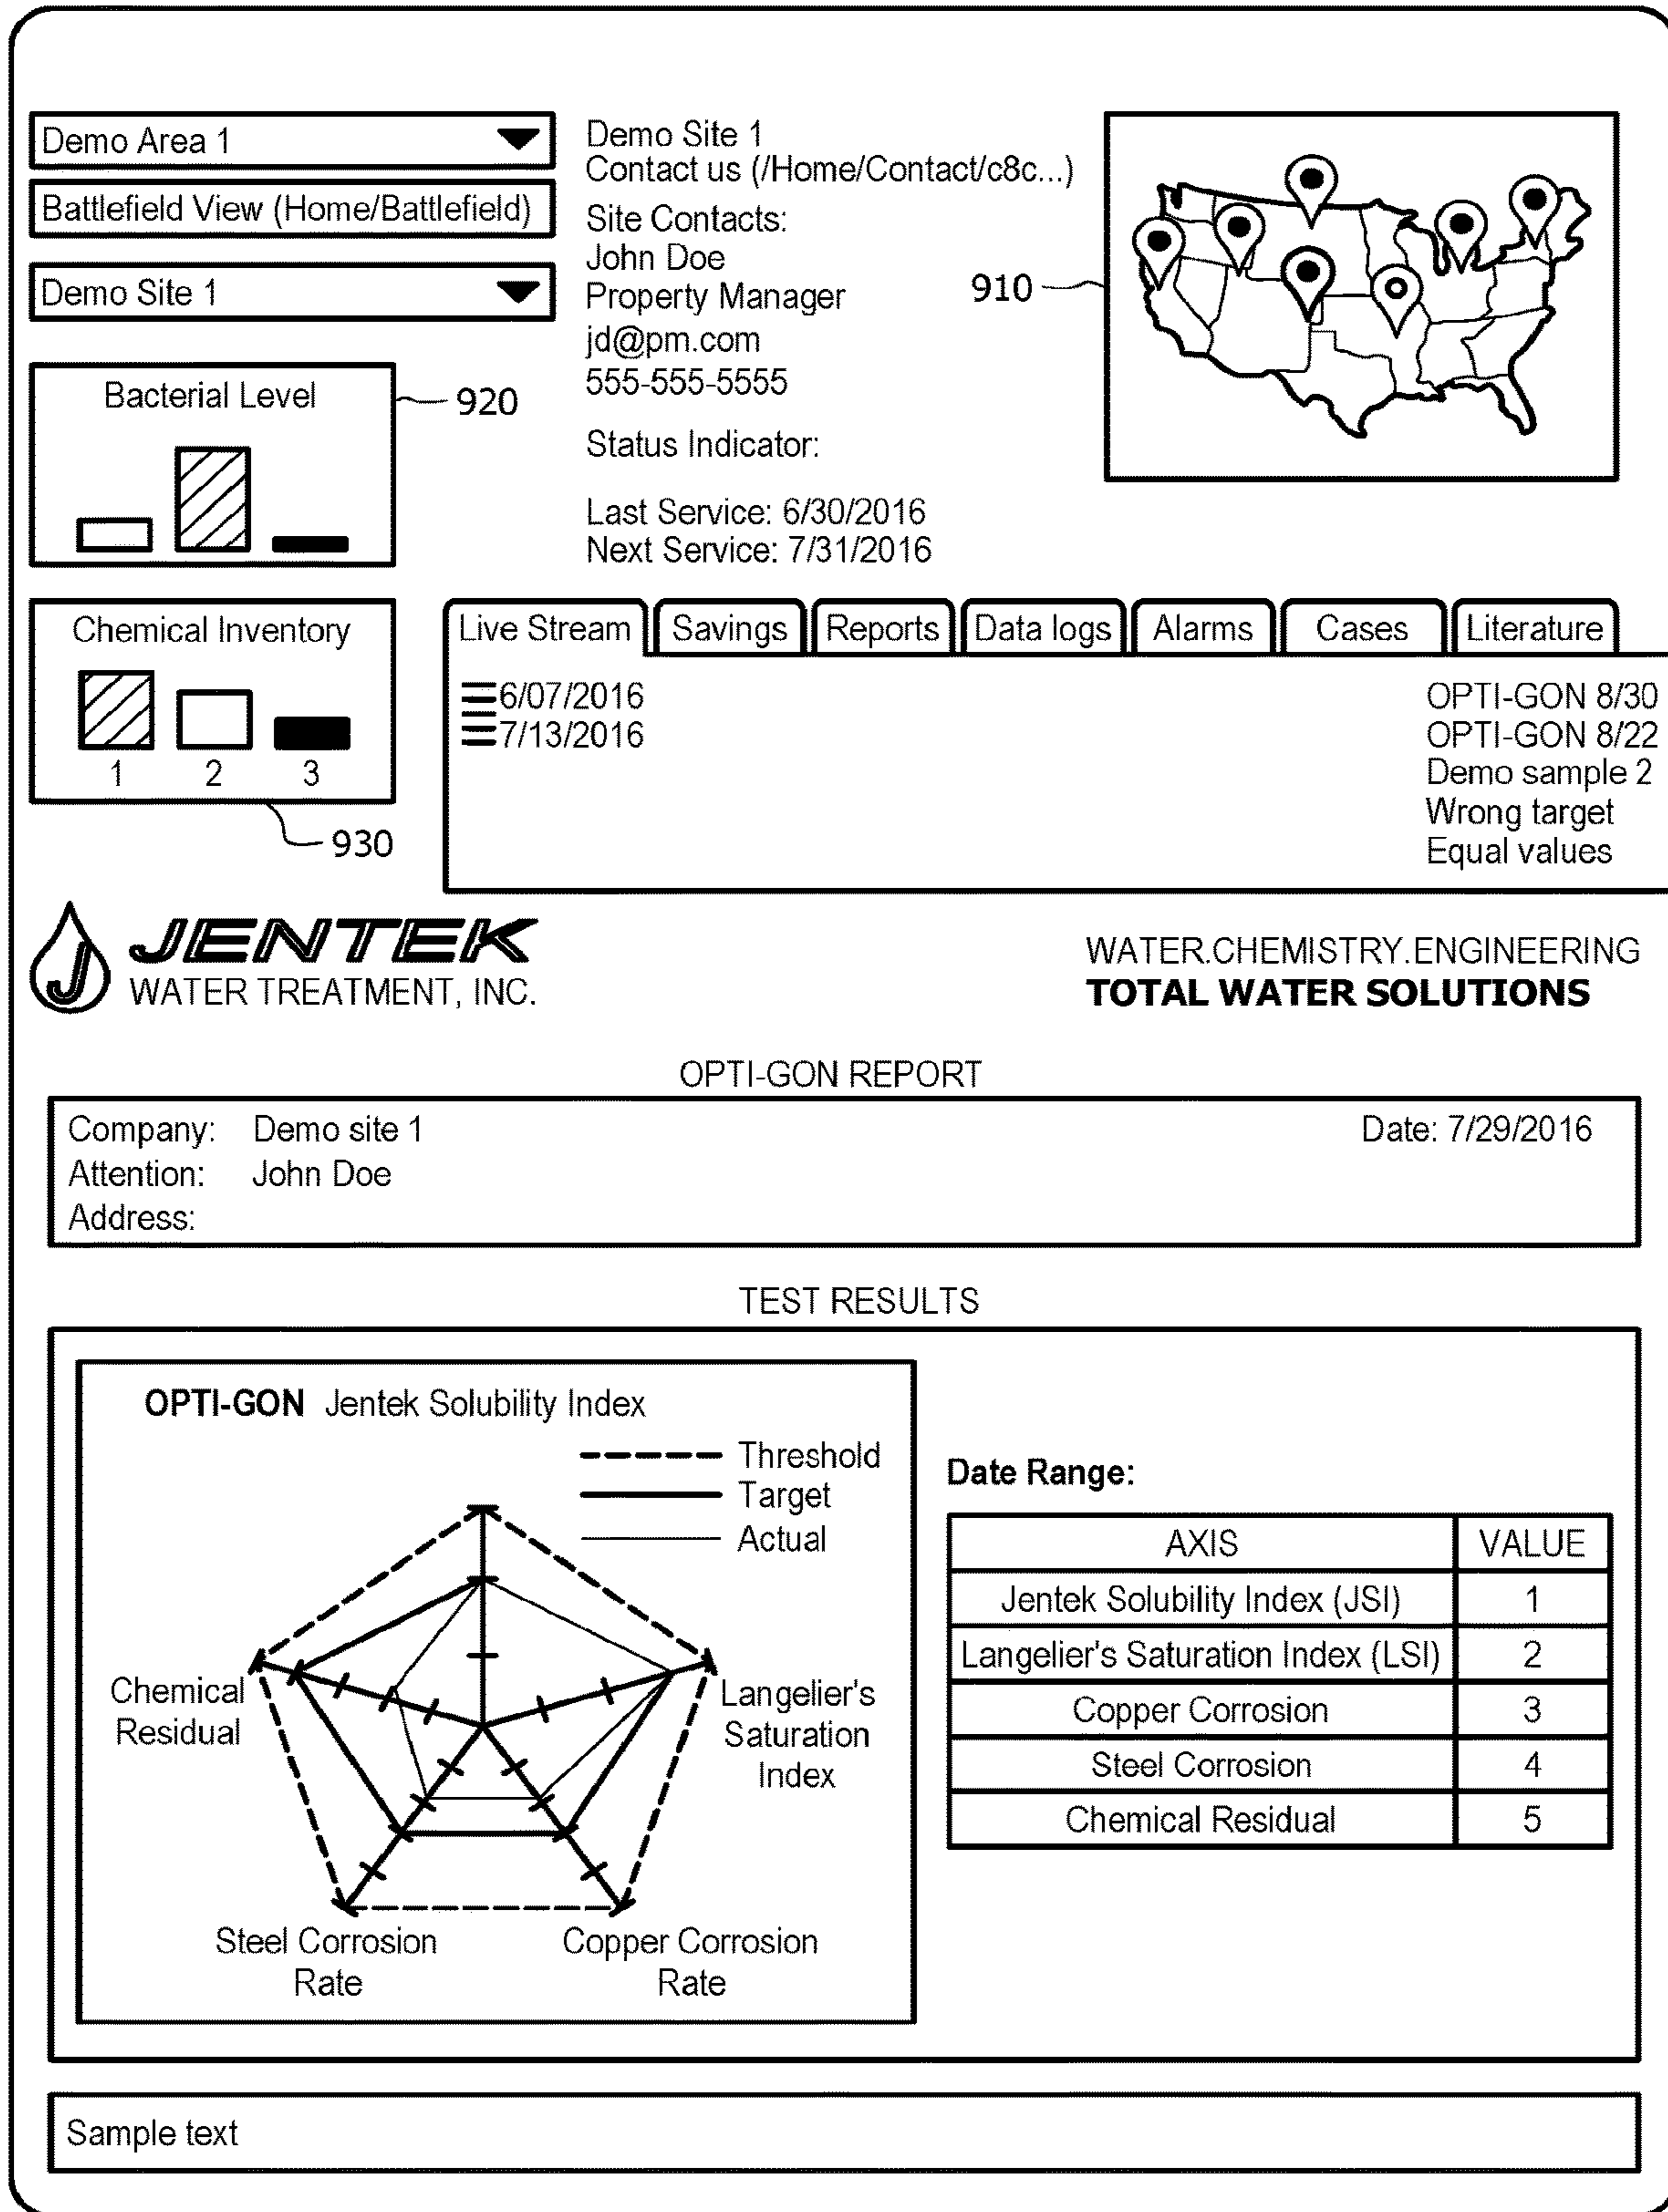 Demo Area 1
Battlefield View (Home/Battlefield)
Demo Site 1
Demo Site 1
Contact us (/Home/Contact/c8c...)
Site Contacts:
John Doe
Property Manager
jd@pm.com
555-555-5555
Status Indicator:
Last Service: 6/30/2016
Next Service: 7/31/2016
910
Bacterial Level
920
Chemical Inventory
1 2 3
930
Live Stream Savings Reports Data logs Alarms Cases Literature
6/07/2016
7/13/2016
OPTI-GON 8/30
OPTI-GON 8/22
Demo sample 2
Wrong target
Equal values
J JENTEK
WATER TREATMENT, INC.
WATER.CHEMISTRY.ENGINEERING
TOTAL WATER SOLUTIONS
OPTI-GON REPORT
Company: Demo site 1
Date: 7/29/2016
Attention: John Doe
Address:
TEST RESULTS
OPTI-GON Jentek Solubility Index
Threshold
Target
Actual
Chemical
Residual
Langelier's
Saturation
Index
Steel Corrosion
Rate
Copper Corrosion
Rate
Date Range:
AXIS VALUE
Jentek Solubility Index (JSI) 1
Langelier's Saturation Index (LSI) 2
Copper Corrosion 3
Steel Corrosion 4
Chemical Residual 5
Sample text